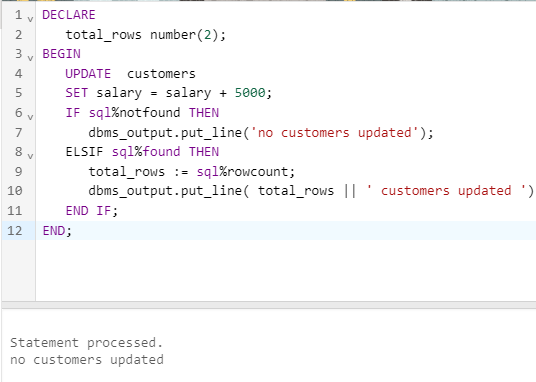 1 DECLARE
2 total_rows number(2);
3 BEGIN
4 UPDATE  customers
5 SET salary = salary + 5000;
6 IF sql%notfound THEN
7 dbms_output.put_line('no customers updated');
8 ELSIF sql%found THEN
9 total_rows := sql%rowcount;
10 dbms_output.put_line( total_rows || ' customers updated ')
11 END IF;
12 END;
Statement processed.
no customers updated